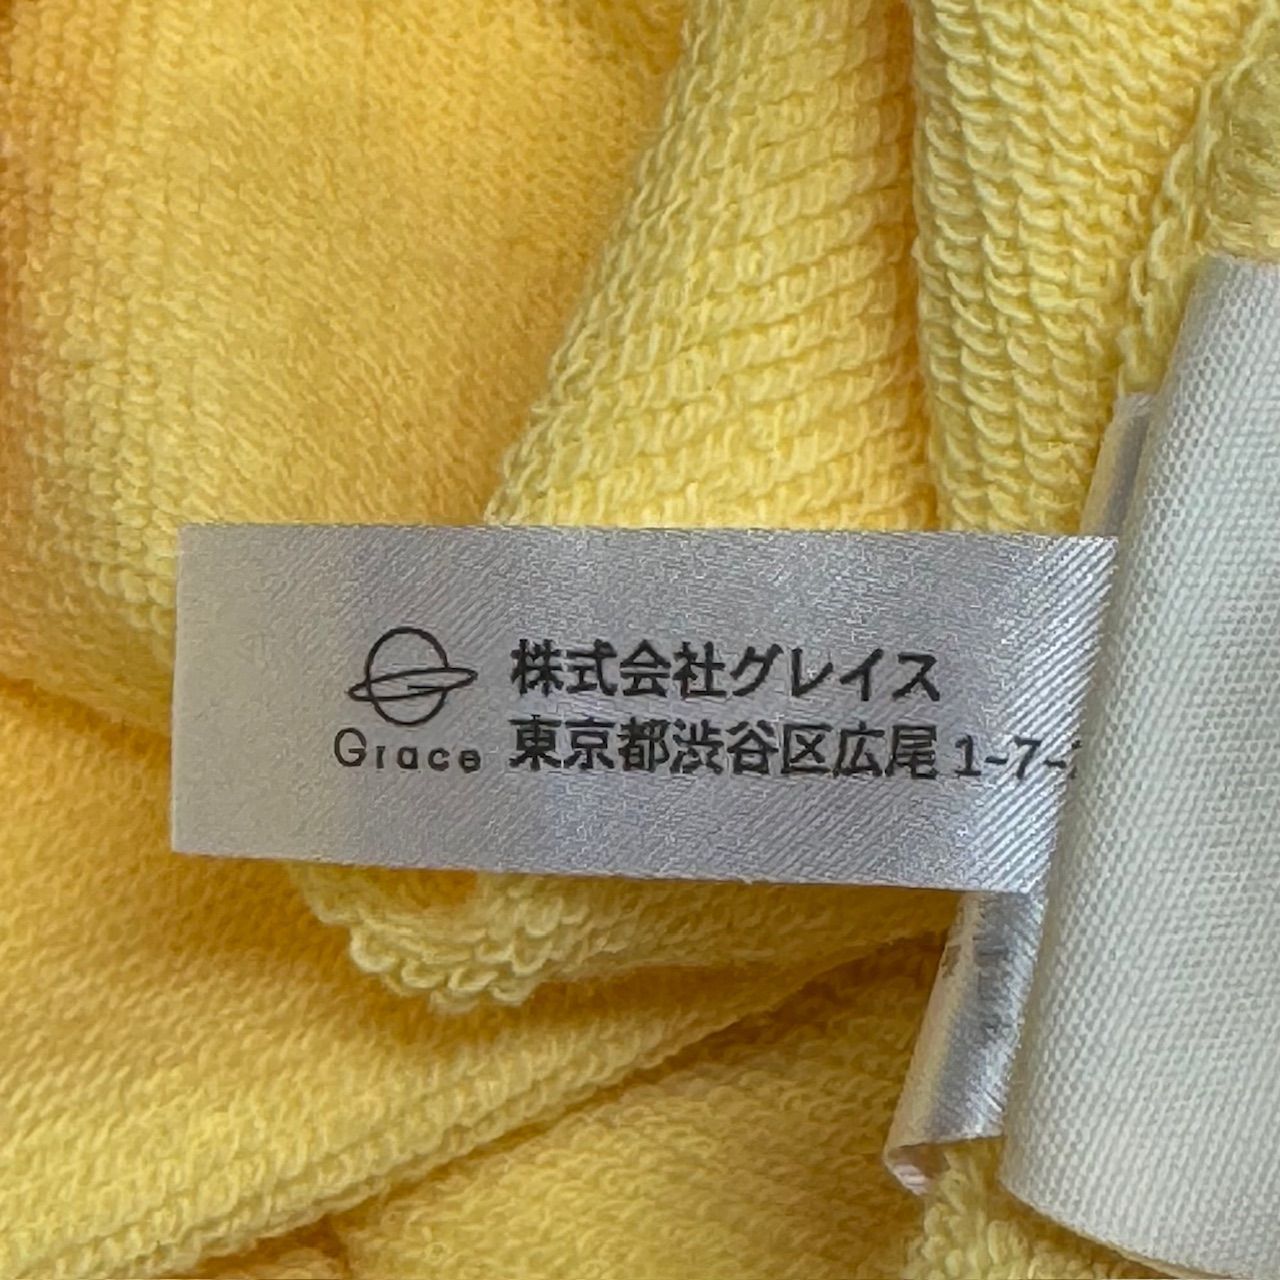 株式会社グレイス
Grace
東京都渋谷区広尾 1-7-